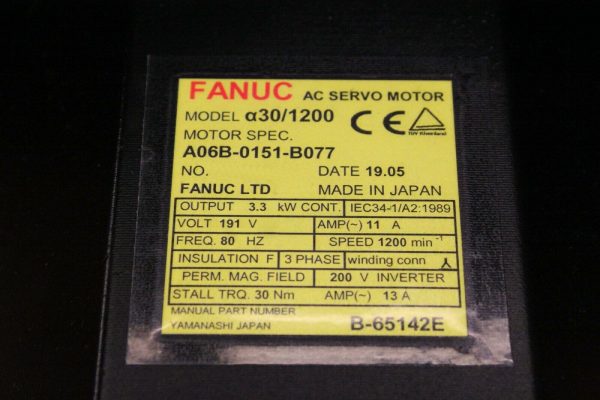 FANUC AC SERVO MOTOR
MODEL α30/1200
CE TÜV Rheinland
MOTOR SPEC.
A06B-0151-B077
NO. DATE 19.05
FANUC LTD MADE IN JAPAN
OUTPUT 3.3 kW CONT. IEC34-1/A2:1989
VOLT 191 V AMP(~) 11 A
FREQ. 80 HZ SPEED 1200 min⁻¹
INSULATION F 3 PHASE winding conn
PERM. MAG. FIELD 200 V INVERTER
STALL TRQ. 30 Nm AMP(~) 13 A
MANUAL PART NUMBER
YAMANASHI JAPAN B-65142E